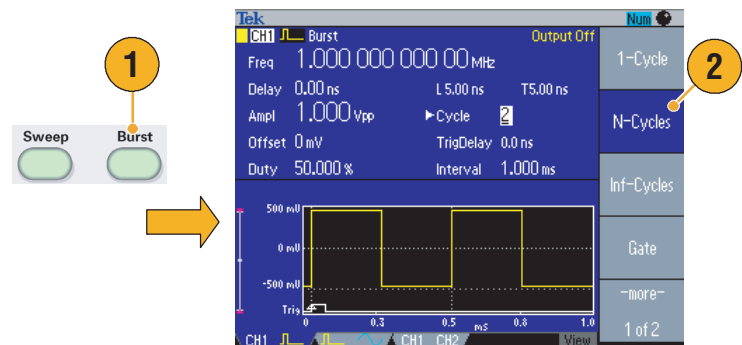 1
Sweep
Burst
Tek
Num
CH1 Burst
Output Off
Freq 1.000 000 000 00 MHz
Delay 0.00 ns
L 5.00 ns
T5.00 ns
Ampl 1.000 Vpp
Cycle 2
Offset 0 mV
TrigDelay 0.0 ns
Duty 50.000 %
Interval 1.000 ms
500 mU
0 mU
-500 mU
Trig
0
0.3
0.5
ms
0.8
1.0
CH1
CH1 CH2
View
1-Cycle
2
N-Cycles
Inf-Cycles
Gate
-more-
1 of 2